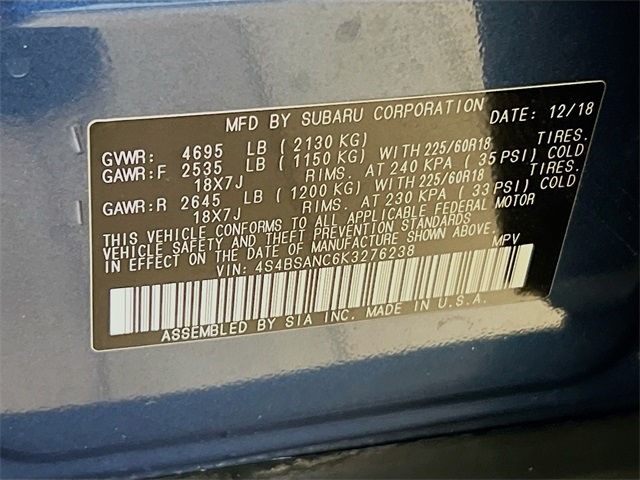 MFD BY SUBARU CORPORATION DATE: 12/18
GVWR: 4695 LB ( 2130 KG)
GAWR:F 2535 LB ( 1150 KG) WITH 225/60R18 TIRES.
18X7J RIMS. AT 240 KPA ( 35 PSI) COLD
GAWR:R 2645 LB ( 1200 KG) WITH 225/60R18 TIRES.
18X7J RIMS. AT 230 KPA ( 33 PSI) COLD
THIS VEHICLE CONFORMS TO ALL APPLICABLE FEDERAL MOTOR
VEHICLE SAFETY AND THEFT PREVENTION STANDARDS
IN EFFECT ON THE DATE OF MANUFACTURE SHOWN ABOVE.
VIN: 4S4BSANC6K3276238 MPV
ASSEMBLED BY SIA INC. MADE IN U.S.A.